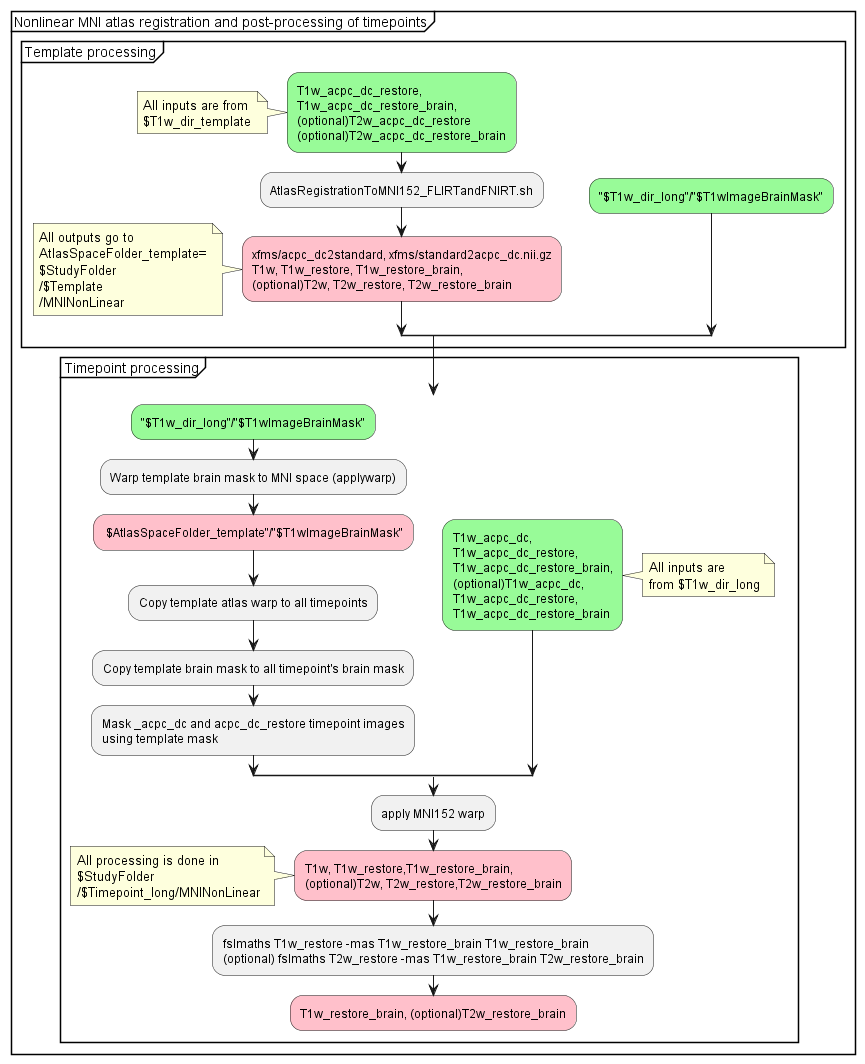 Nonlinear MNI atlas registration and post-processing of timepoints
Template processing
All inputs are from
$T1w_dir_template
T1w_acpc_dc_restore,
T1w_acpc_dc_restore_brain,
(optional)T2w_acpc_dc_restore
(optional)T2w_acpc_dc_restore_brain
AtlasRegistrationToMNI152_FLIRTandFNIRT.sh
"$T1w_dir_long"/"$T1wImageBrainMask"
All outputs go to
AtlasSpaceFolder_template=
$StudyFolder
/$Template
/MNINonLinear
xfms/acpc_dc2standard, xfms/standard2acpc_dc.nii.gz
T1w, T1w_restore, T1w_restore_brain,
(optional)T2w, T2w_restore, T2w_restore_brain
Timepoint processing
"$T1w_dir_long"/"$T1wImageBrainMask"
Warp template brain mask to MNI space (applywarp)
$AtlasSpaceFolder_template"/"$T1wImageBrainMask"
Copy template atlas warp to all timepoints
Copy template brain mask to all timepoint's brain mask
Mask _acpc_dc and acpc_dc_restore timepoint images
using template mask
T1w_acpc_dc,
T1w_acpc_dc_restore,
T1w_acpc_dc_restore_brain,
(optional)T1w_acpc_dc,
T1w_acpc_dc_restore,
T1w_acpc_dc_restore_brain
All inputs are
from $T1w_dir_long
apply MNI152 warp
All processing is done in
$StudyFolder
/$Timepoint_long/MNINonLinear
T1w, T1w_restore,T1w_restore_brain,
(optional)T2w, T2w_restore,T2w_restore_brain
fslmaths T1w_restore -mas T1w_restore_brain T1w_restore_brain
(optional) fslmaths T2w_restore -mas T1w_restore_brain T2w_restore_brain
T1w_restore_brain, (optional)T2w_restore_brain